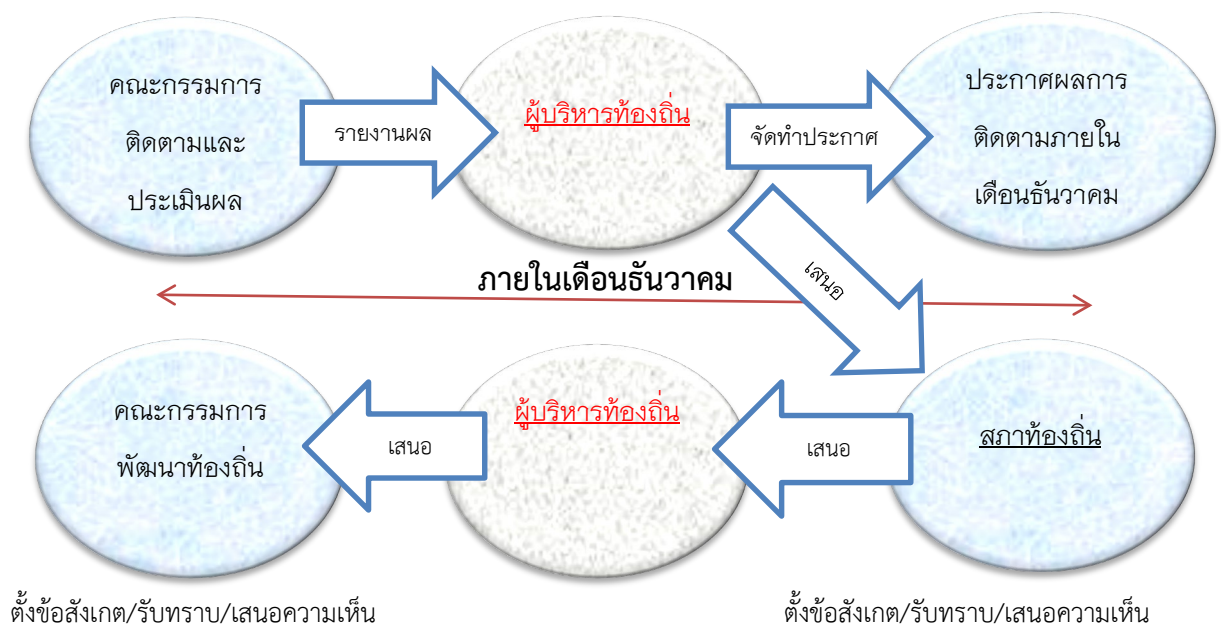 คณะกรรมการ
ติดตามและ
ประเมินผล
รายงานผล
ผู้บริหารท้องถิ่น
จัดทำประกาศ
ประกาศผลการ
ติดตามภายใน
เดือนธันวาคม
เสนอ
ภายในเดือนธันวาคม
คณะกรรมการ
พัฒนาท้องถิ่น
เสนอ
ผู้บริหารท้องถิ่น
เสนอ
สภาท้องถิ่น
ตั้งข้อสังเกต/รับทราบ/เสนอความเห็น
ตั้งข้อสังเกต/รับทราบ/เสนอความเห็น